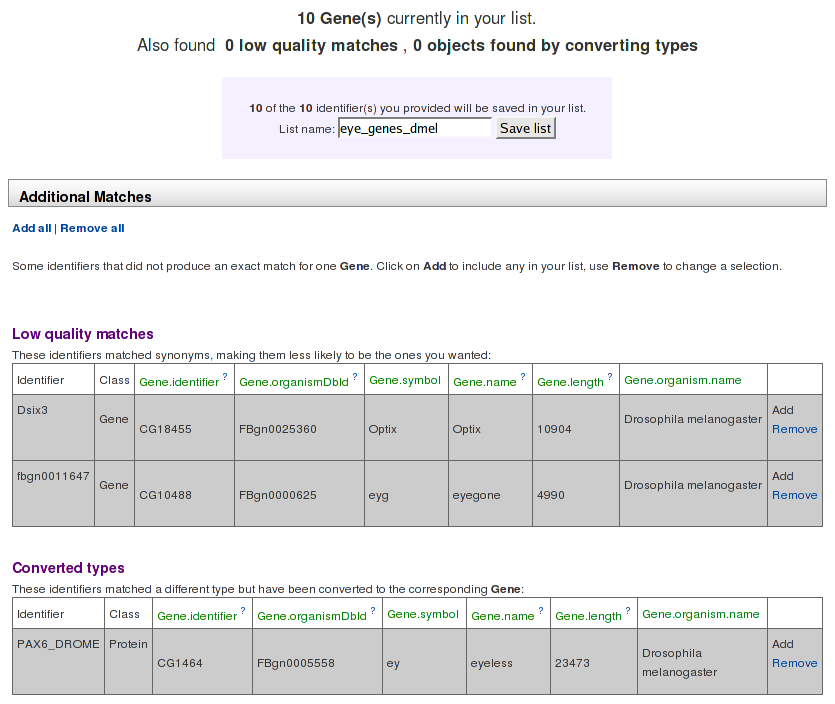 10 Gene(s) currently in your list.
Also found 0 low quality matches , 0 objects found by converting types
10 of the 10 identifier(s) you provided will be saved in your list.
List name: eye_genes_dmel Save list
Additional Matches
Add all | Remove all
Some identifiers that did not produce an exact match for one Gene. Click on Add to include any in your list, use Remove to change a selection.
Low quality matches
These identifiers matched synonyms, making them less likely to be the ones you wanted:
Identifier Class Gene.identifier ? Gene.organismDbId ? Gene.symbol Gene.name ? Gene.length ? Gene.organism.name
Dsix3 Gene CG18455 FBgn0025360 Optix Optix 10904 Drosophila melanogaster Add
Remove
fbgn0011647 Gene CG10488 FBgn0000625 eyg eyegone 4990 Drosophila melanogaster Add
Remove
Converted types
These identifiers matched a different type but have been converted to the corresponding Gene:
Identifier Class Gene.identifier ? Gene.organismDbId ? Gene.symbol Gene.name ? Gene.length ? Gene.organism.name
PAX6_DROME Protein CG1464 FBgn0005558 ey eyeless 23473 Drosophila Add
melanogaster Remove